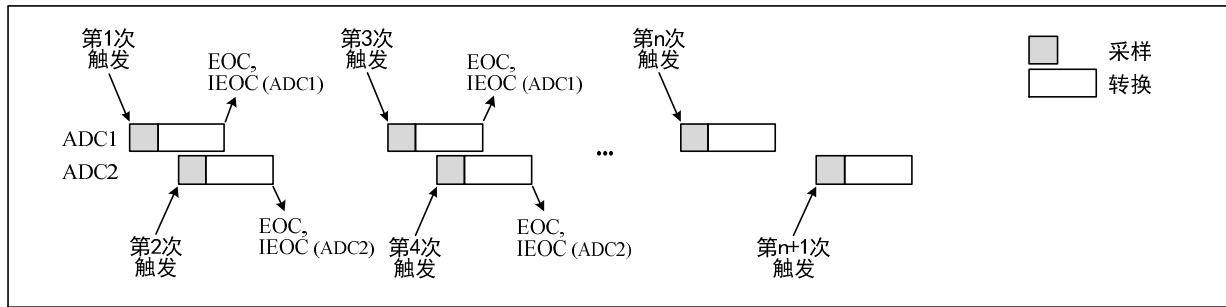 第1次
触发
EOC,
IEOC (ADC1)
第3次
触发
EOC,
IEOC (ADC1)
第n次
触发
采样
转换
ADC1
ADC2
...
第2次
触发
EOC,
IEOC (ADC2)
第4次
触发
EOC,
IEOC (ADC2)
第n+1次
触发